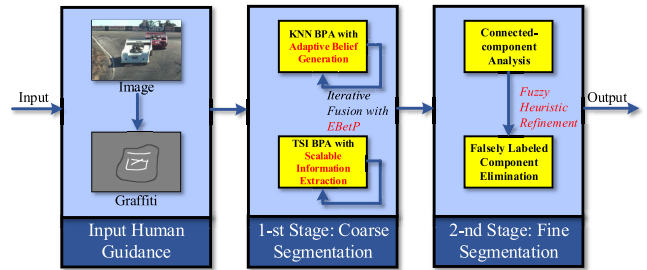 Input
Image
Graffiti
Input Human
Guidance
KNN BPA with
Adaptive Belief
Generation
Iterative
Fusion with
EBetP
TSI BPA with
Scalable
Information
Extraction
1-st Stage: Coarse
Segmentation
Connected-
component
Analysis
Fuzzy
Heuristic
Refinement
Falsely Labeled
Component
Elimination
2-nd Stage: Fine
Segmentation
Output